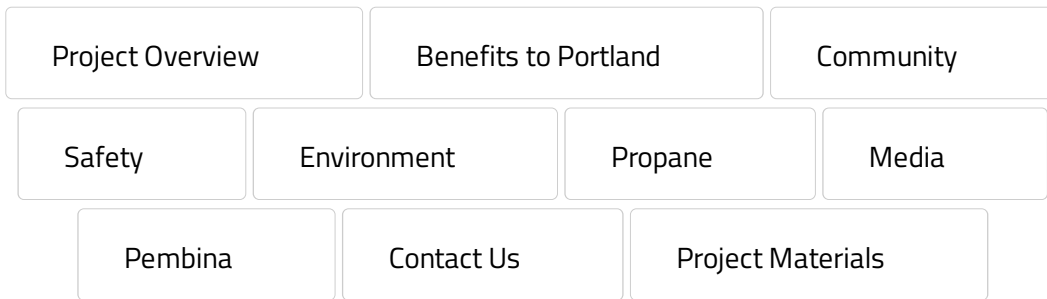 Project Overview Benefits to Portland Community
Safety Environment Propane Media
Pembina Contact Us Project Materials